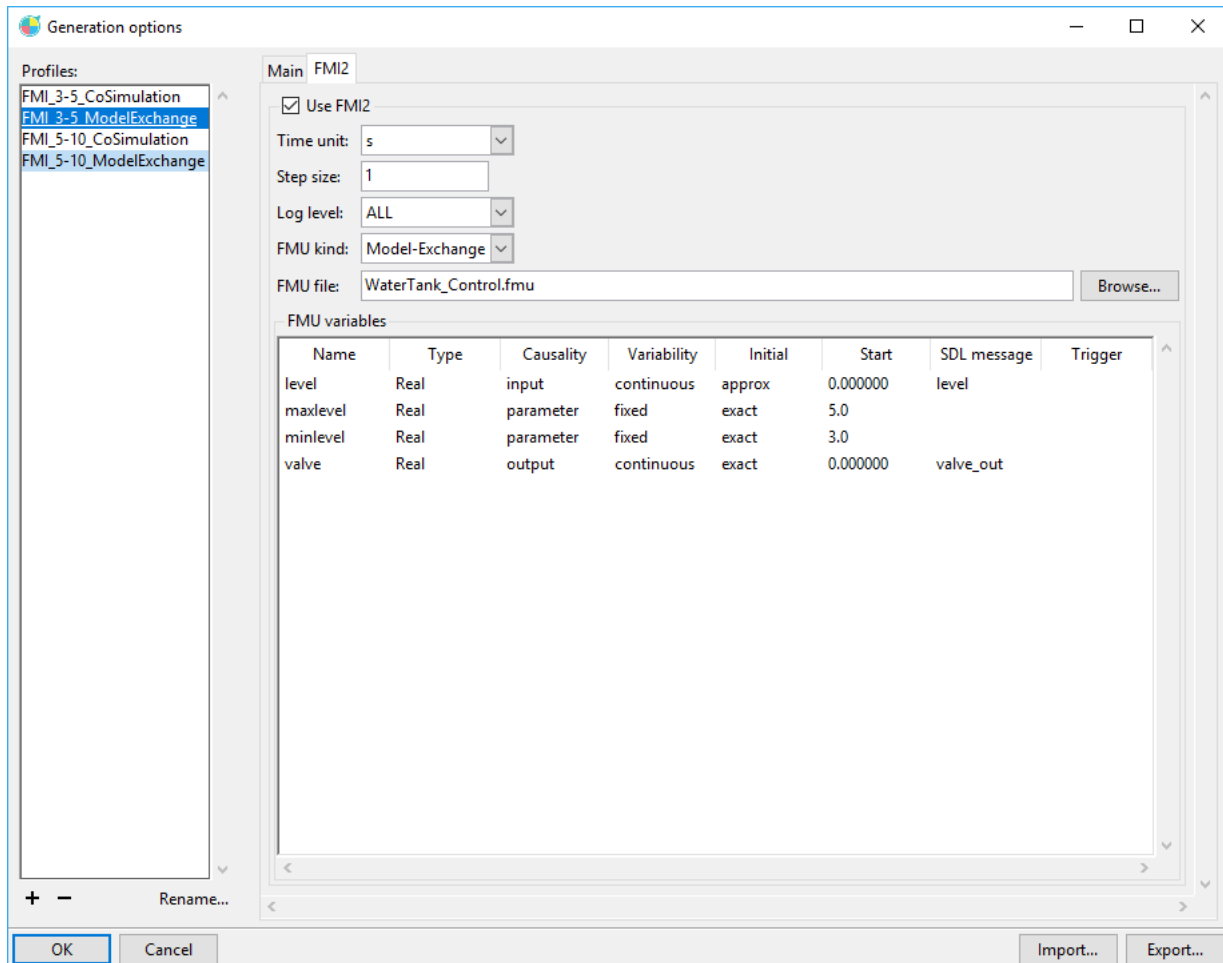 Generation options
Profiles:
FMI_3-5_CoSimulation
FMI_3-5_ModelExchange
FMI_5-10_CoSimulation
FMI_5-10_ModelExchange
+ − Rename...
Main FMI2
Use FMI2
Time unit: s
Step size: 1
Log level: ALL
FMU kind: Model-Exchange
FMU file: WaterTank_Control.fmu Browse...
FMU variables
Name Type Causality Variability Initial Start SDL message Trigger
level Real input continuous approx 0.000000 level
maxlevel Real parameter fixed exact 5.0
minlevel Real parameter fixed exact 3.0
valve Real output continuous exact 0.000000 valve_out
OK Cancel Import... Export...